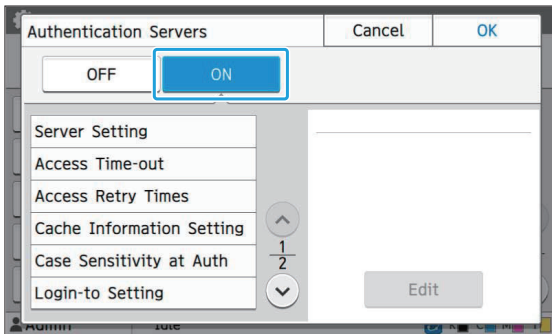 Authentication Servers
Cancel
OK
OFF
ON
Server Setting
Access Time-out
Access Retry Times
Cache Information Setting
Case Sensitivity at Auth
Login-to Setting
1
2
Edit
Admin
Idle
K C M Y